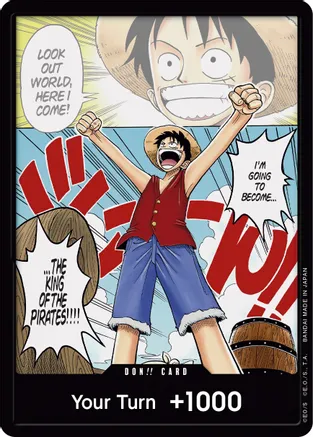 LOOK
OUT
WORLD,
HERE I
COME!
I'M
GOING
TO
BECOME...
...THE
KING
OF THE
PIRATES!!!!
DON!! CARD
Your Turn +1000
©E.O./S., T.A. BANDAI MADE IN JAPAN